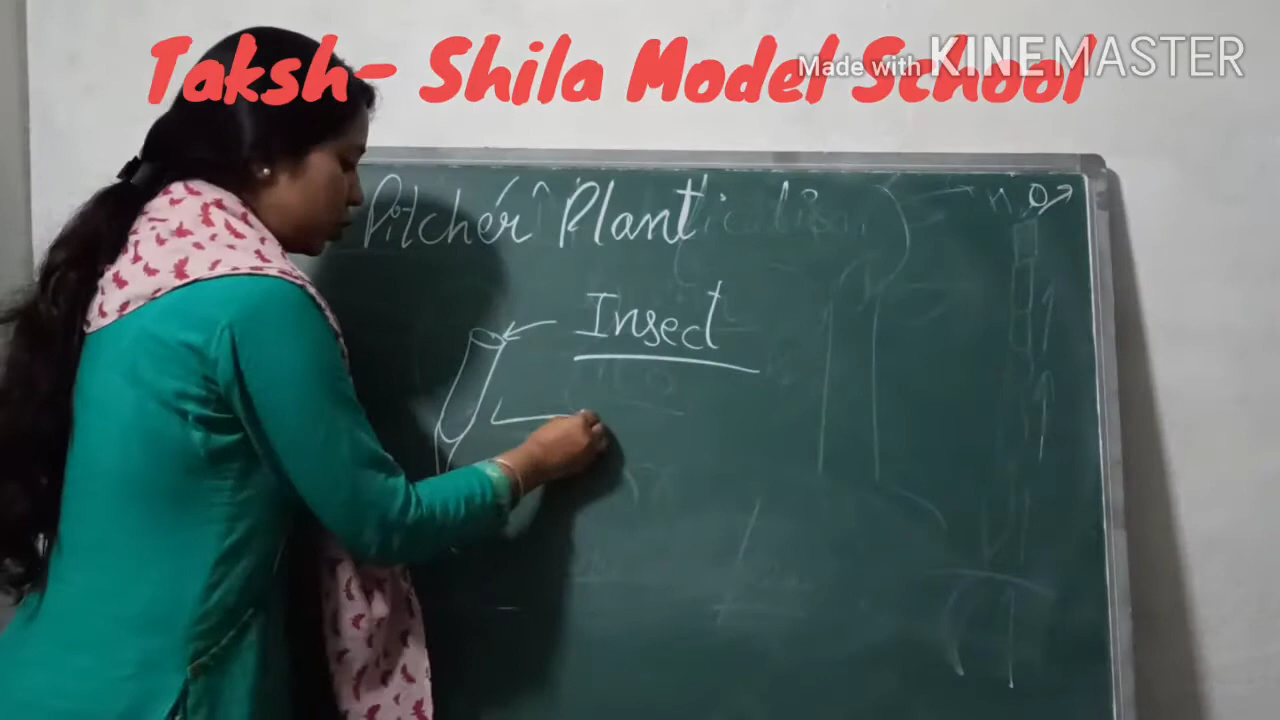 Taksh- Shila Model School
Made with KINEMASTER
Pitcher Plant
Insect